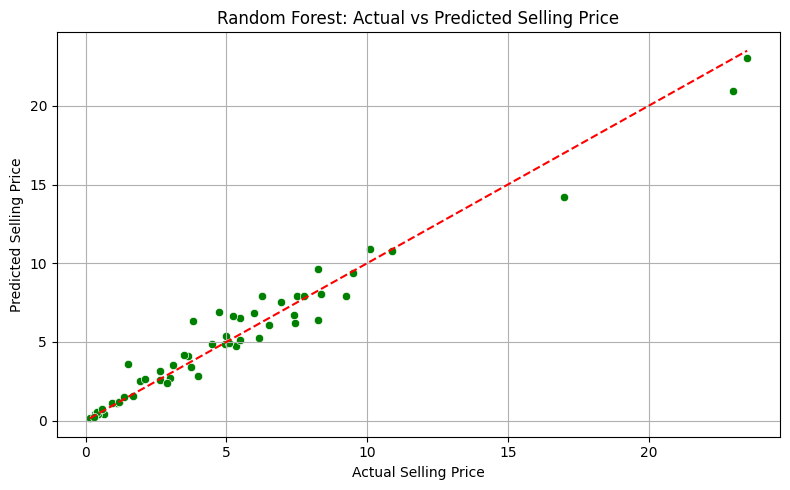 Random Forest: Actual vs Predicted Selling Price
Predicted Selling Price
20
15
10
5
0
0 5 10 15 20
Actual Selling Price